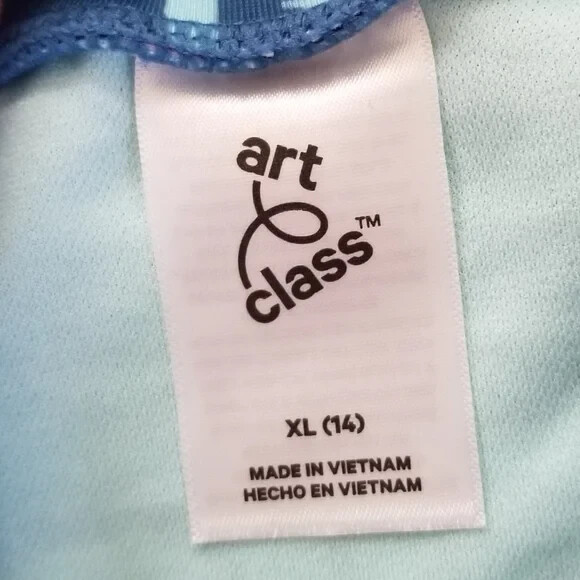 art
class™
XL (14)
MADE IN VIETNAM
HECHO EN VIETNAM